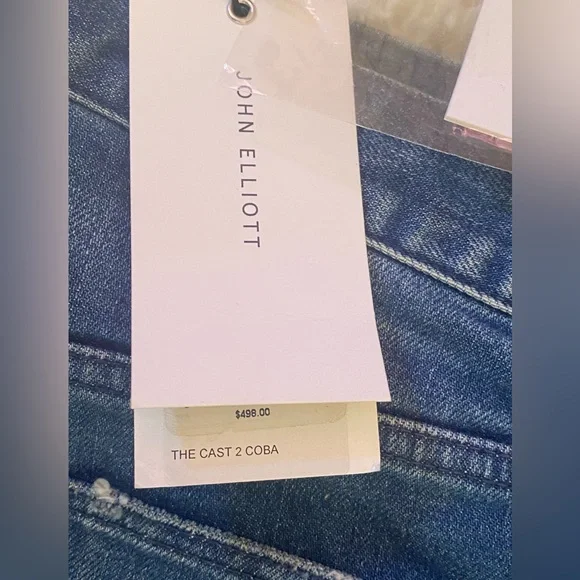 JOHN ELLIOTT
$498.00
THE CAST 2 COBA